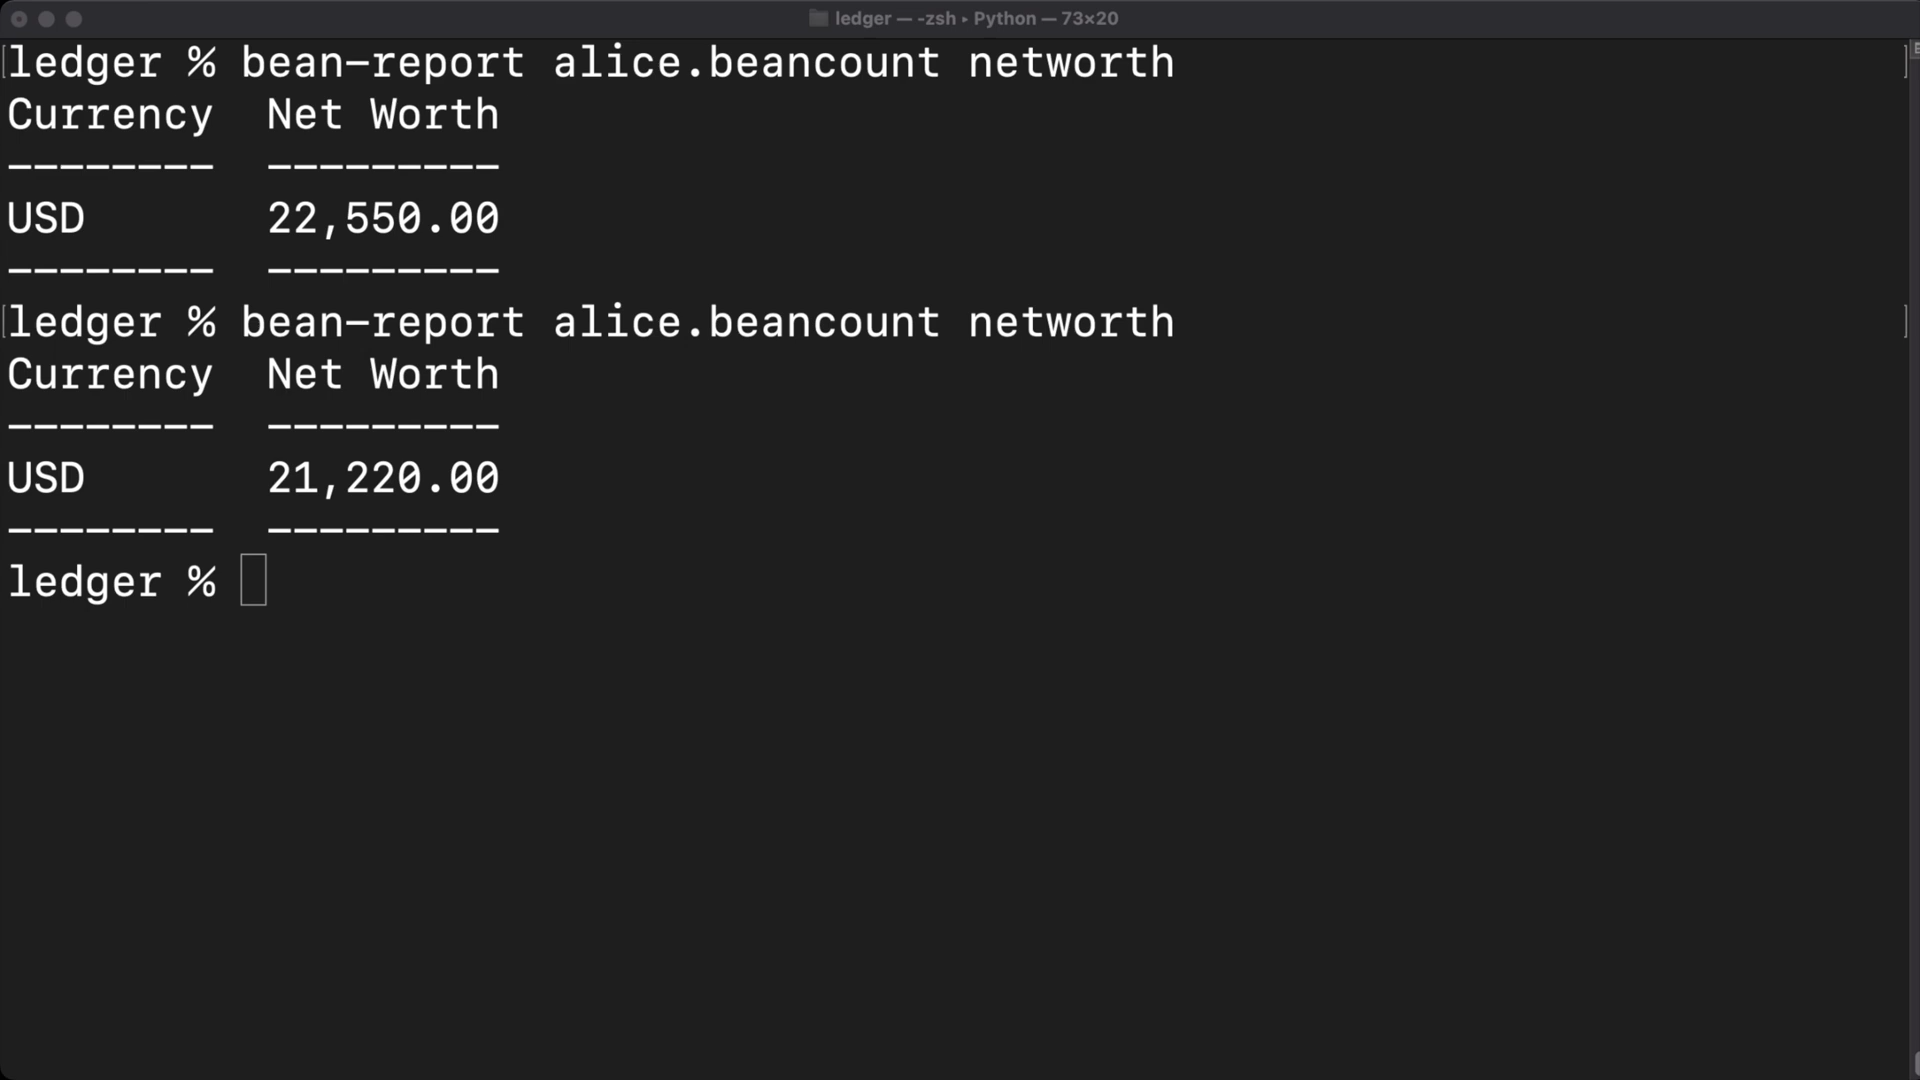 ledger — -zsh ▸ Python — 73×20
ledger % bean-report alice.beancount networth
Currency  Net Worth
--------  ---------
USD       22,550.00
--------  ---------
ledger % bean-report alice.beancount networth
Currency  Net Worth
--------  ---------
USD       21,220.00
--------  ---------
ledger %